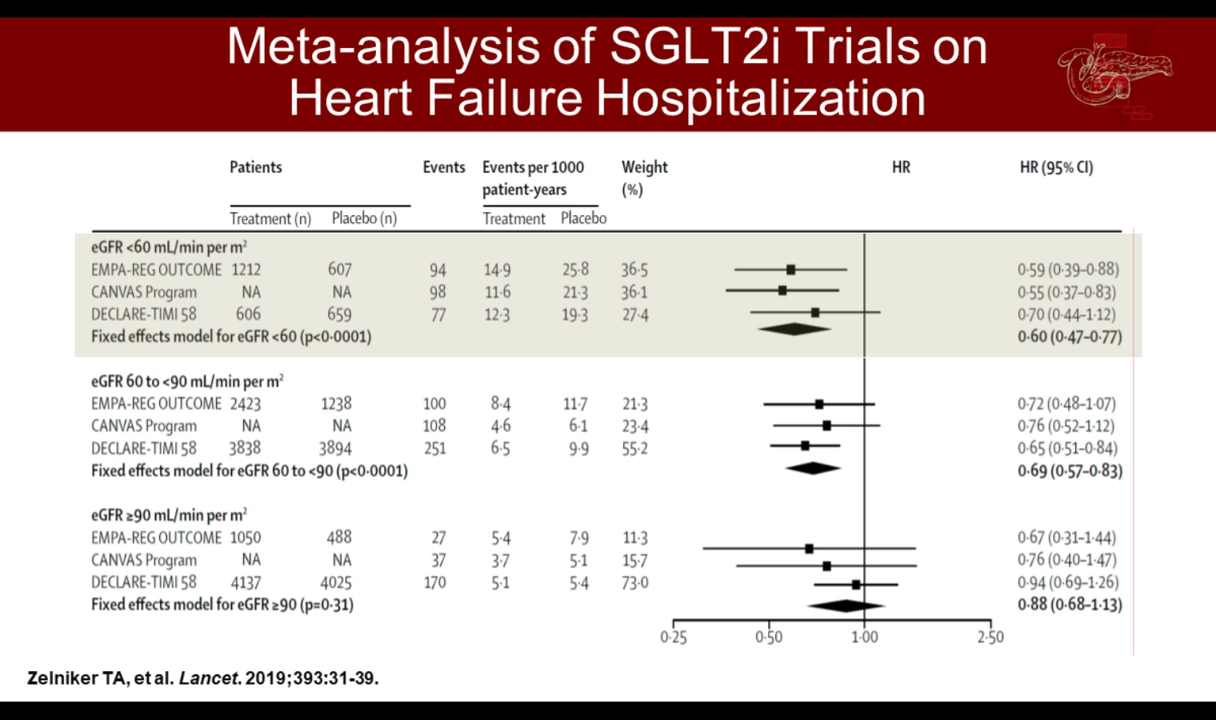 Meta-analysis of SGLT2i Trials on
Heart Failure Hospitalization
Patients Events Events per 1000 patient-years Weight (%) HR HR (95% CI)
Treatment (n) Placebo (n) Treatment Placebo
eGFR <60 mL/min per m²
EMPA-REG OUTCOME 1212 607 94 14·9 25·8 36·5 0·59 (0·39–0·88)
CANVAS Program NA NA 98 11·6 21·3 36·1 0·55 (0·37–0·83)
DECLARE-TIMI 58 606 659 77 12·3 19·3 27·4 0·70 (0·44–1·12)
Fixed effects model for eGFR <60 (p<0·0001) 0·60 (0·47–0·77)
eGFR 60 to <90 mL/min per m²
EMPA-REG OUTCOME 2423 1238 100 8·4 11·7 21·3 0·72 (0·48–1·07)
CANVAS Program NA NA 108 4·6 6·1 23·4 0·76 (0·52–1·12)
DECLARE-TIMI 58 3838 3894 251 6·5 9·9 55·2 0·65 (0·51–0·84)
Fixed effects model for eGFR 60 to <90 (p<0·0001) 0·69 (0·57–0·83)
eGFR ≥90 mL/min per m²
EMPA-REG OUTCOME 1050 488 27 5·4 7·9 11·3 0·67 (0·31–1·44)
CANVAS Program NA NA 37 3·7 5·1 15·7 0·76 (0·40–1·47)
DECLARE-TIMI 58 4137 4025 170 5·1 5·4 73·0 0·94 (0·69–1·26)
Fixed effects model for eGFR ≥90 (p=0·31) 0·88 (0·68–1·13)
0·25 0·50 1·00 2·50
Zelniker TA, et al. Lancet. 2019;393:31-39.